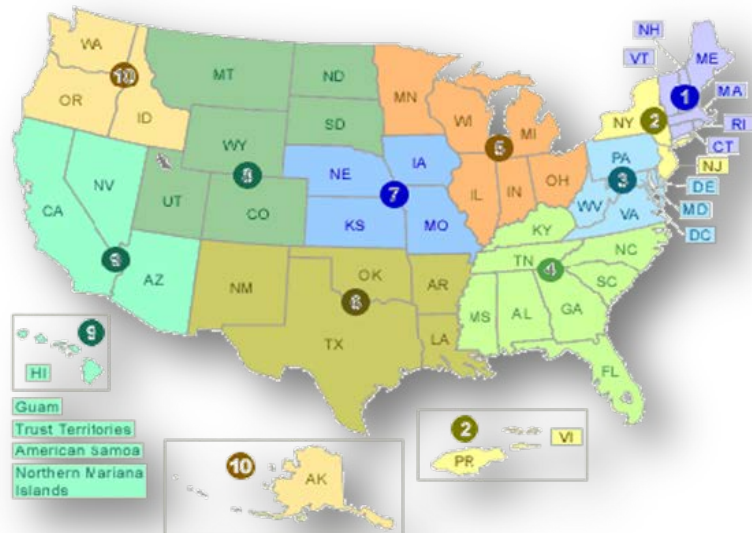 NH
WA
VT
ME
10
MT
ND
MN
OR
ID
1
MA
SD
WI
MI
NY
2
RI
WY
5
CT
PA
NJ
8
NE
IA
3
DE
NV
7
IL
IN
OH
WV
VA
MD
UT
CO
CA
KS
MO
KY
DC
NC
TN
9
AZ
OK
4
NM
AR
SC
6
MS
AL
GA
9
TX
LA
HI
FL
Guam
Trust Territories
2
VI
American Samoa
PR
10
AK
Northern Mariana
Islands